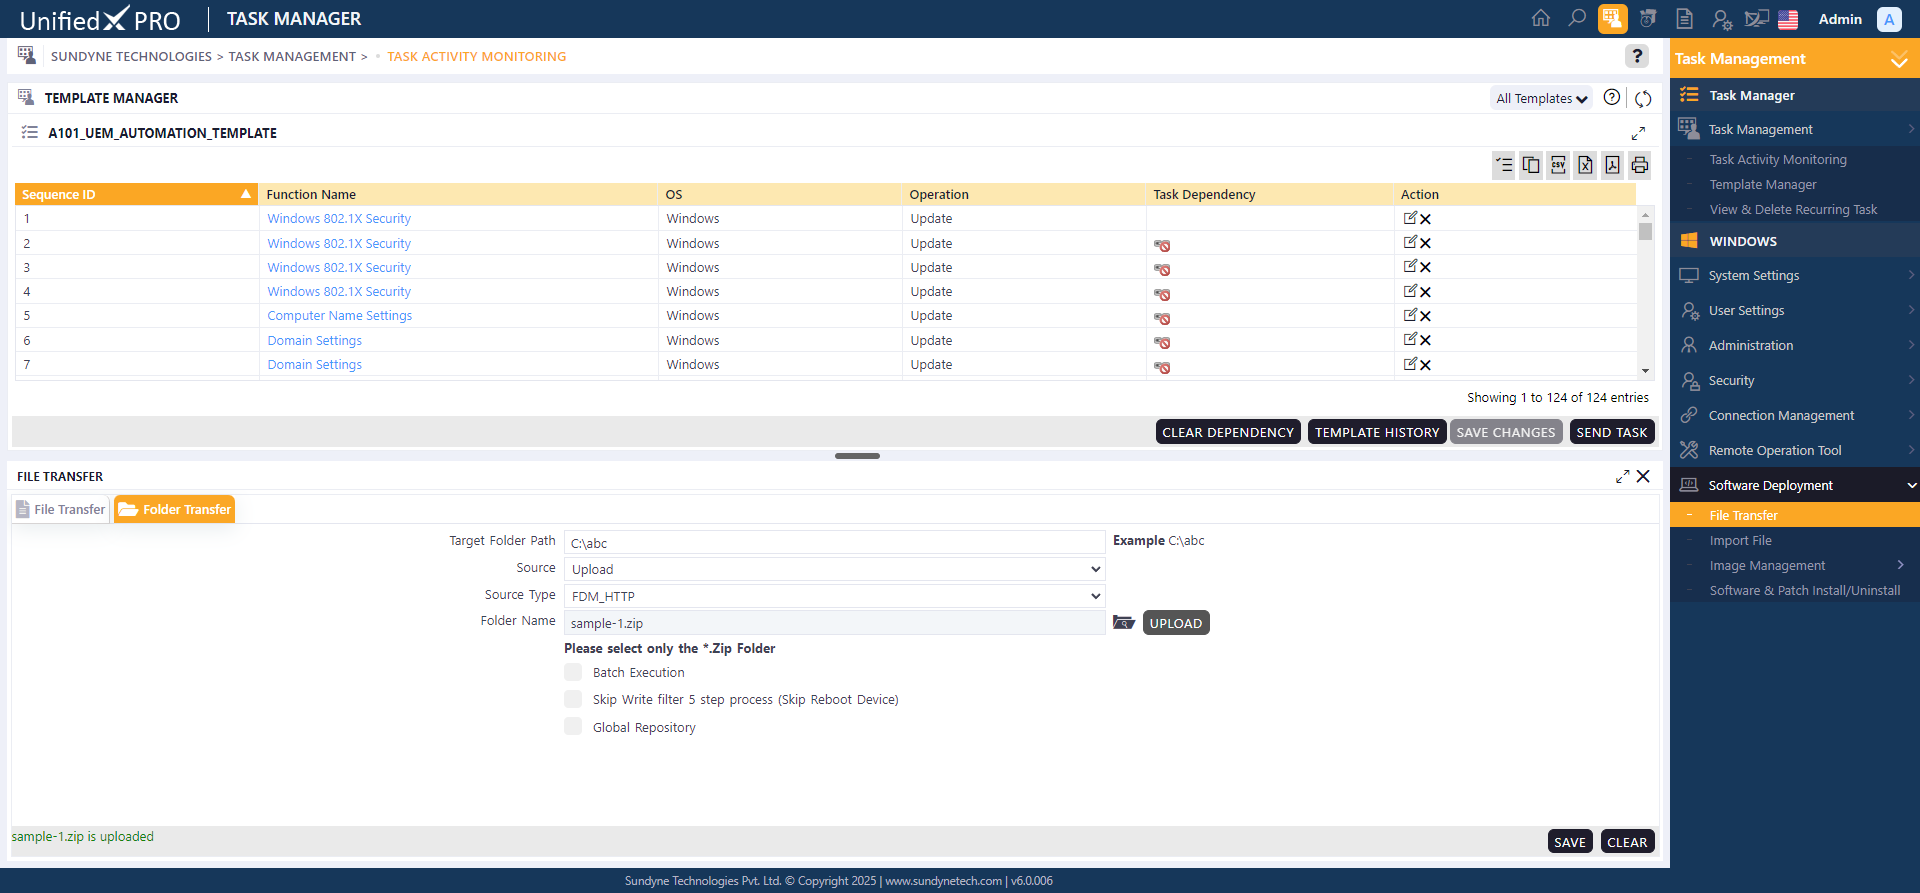 UnifiedX PRO
TASK MANAGER
Admin
A
SUNDYNE TECHNOLOGIES > TASK MANAGEMENT > TASK ACTIVITY MONITORING
?
TEMPLATE MANAGER
All Templates
A101_UEM_AUTOMATION_TEMPLATE
CSV
Sequence ID Function Name OS Operation Task Dependency Action
1 Windows 802.1X Security Windows Update
2 Windows 802.1X Security Windows Update
3 Windows 802.1X Security Windows Update
4 Windows 802.1X Security Windows Update
5 Computer Name Settings Windows Update
6 Domain Settings Windows Update
7 Domain Settings Windows Update
Showing 1 to 124 of 124 entries
CLEAR DEPENDENCY TEMPLATE HISTORY SAVE CHANGES SEND TASK
FILE TRANSFER
File Transfer Folder Transfer
Target Folder Path C:\abc Example C:\abc
Source Upload
Source Type FDM_HTTP
Folder Name sample-1.zip UPLOAD
Please select only the *.Zip Folder
Batch Execution
Skip Write filter 5 step process (Skip Reboot Device)
Global Repository
sample-1.zip is uploaded
SAVE CLEAR
Task Management
Task Manager
Task Management
Task Activity Monitoring
Template Manager
View & Delete Recurring Task
WINDOWS
System Settings
User Settings
Administration
Security
Connection Management
Remote Operation Tool
Software Deployment
File Transfer
Import File
Image Management
Software & Patch Install/Uninstall
Sundyne Technologies Pvt. Ltd. © Copyright 2025 | www.sundynetech.com | v6.0.006